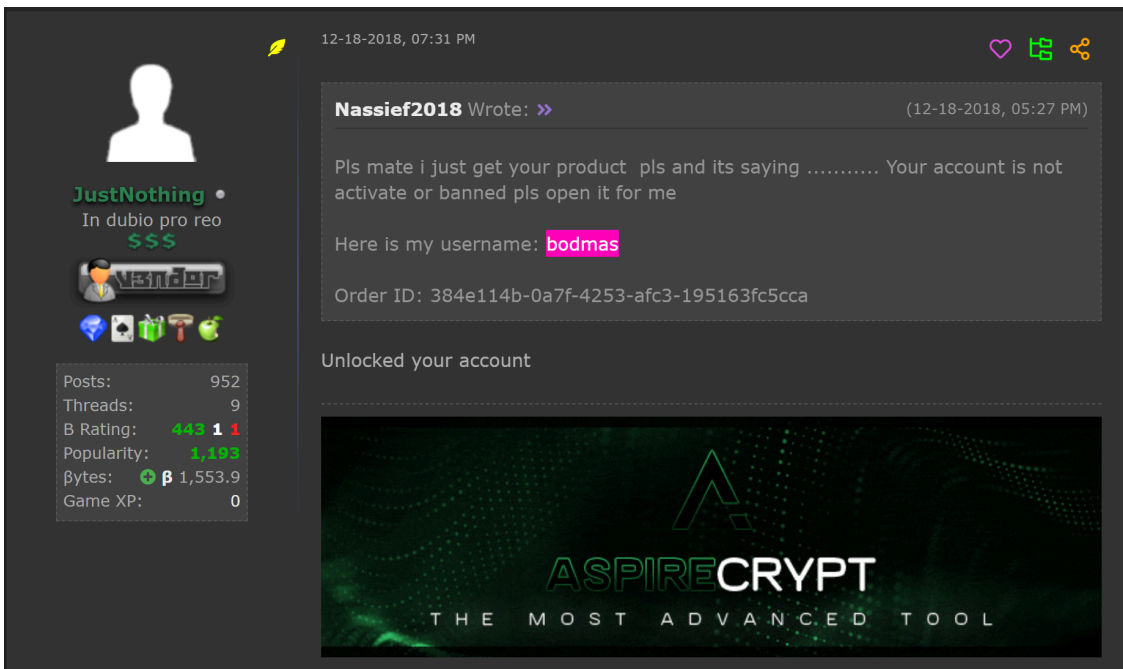 12-18-2018, 07:31 PM
JustNothing
In dubio pro reo
$$$
v3nd0r
Posts: 952
Threads: 9
B Rating: 443 1 1
Popularity: 1,193
βytes: β 1,553.9
Game XP: 0
Nassief2018 Wrote: (12-18-2018, 05:27 PM)
Pls mate i just get your product  pls and its saying ........... Your account is not
activate or banned pls open it for me
Here is my username: bodmas
Order ID: 384e114b-0a7f-4253-afc3-195163fc5cca
Unlocked your account
ASPIRECRYPT
THE MOST ADVANCED TOOL